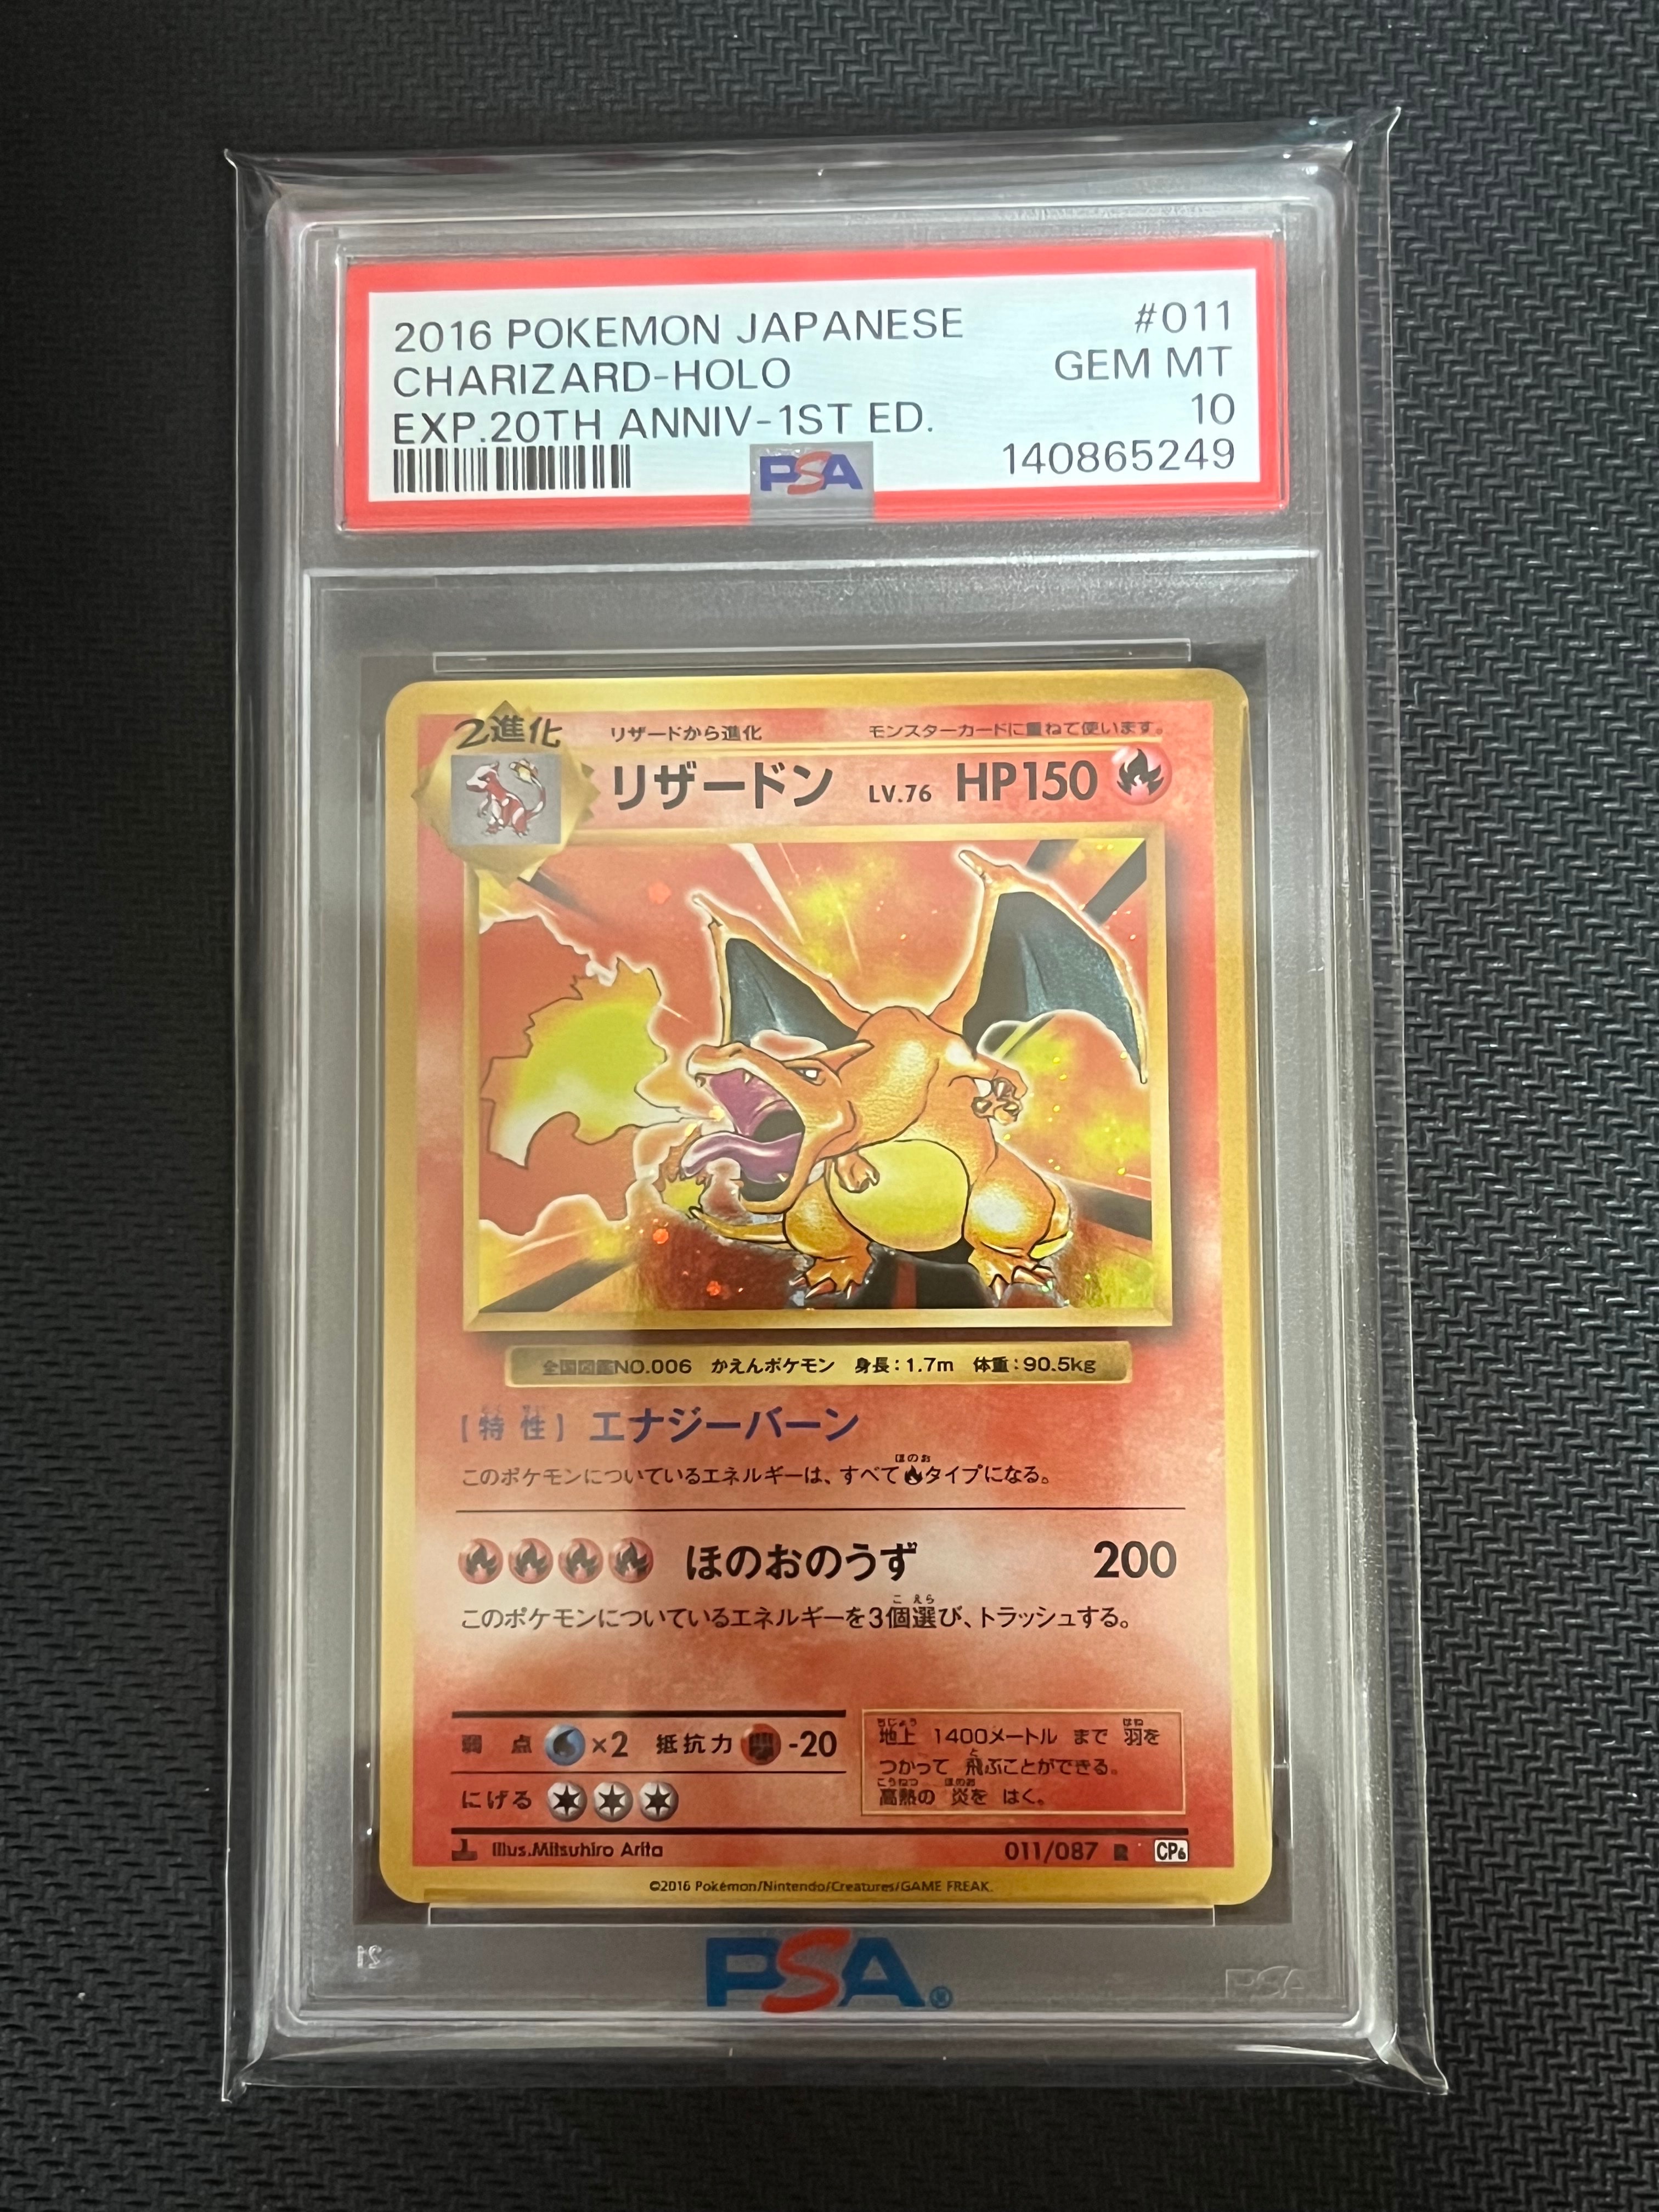 2016 POKEMON JAPANESE #011
CHARIZARD-HOLO GEM MT
EXP.20TH ANNIV-1ST ED. 10
PSA 140865249
2進化 リザードから進化 モンスターカードに重ねて使います。
リザードン LV.76 HP150
全国図鑑NO.006 かえんポケモン 身長:1.7m 体重:90.5kg
[特性] エナジーバーン
このポケモンについているエネルギーは、すべてタイプになる。
ほのおのうず 200
このポケモンについているエネルギーを3個選び、トラッシュする。
弱点 ×2 抵抗力 -20
にげる
地上 1400メートル まで 羽を
つかって 飛ぶことができる。
高熱の 炎を はく。
Illus.Mitsuhiro Arita 011/087 R CP6
©2016 Pokémon/Nintendo/Creatures/GAME FREAK.
PSA®
PSA